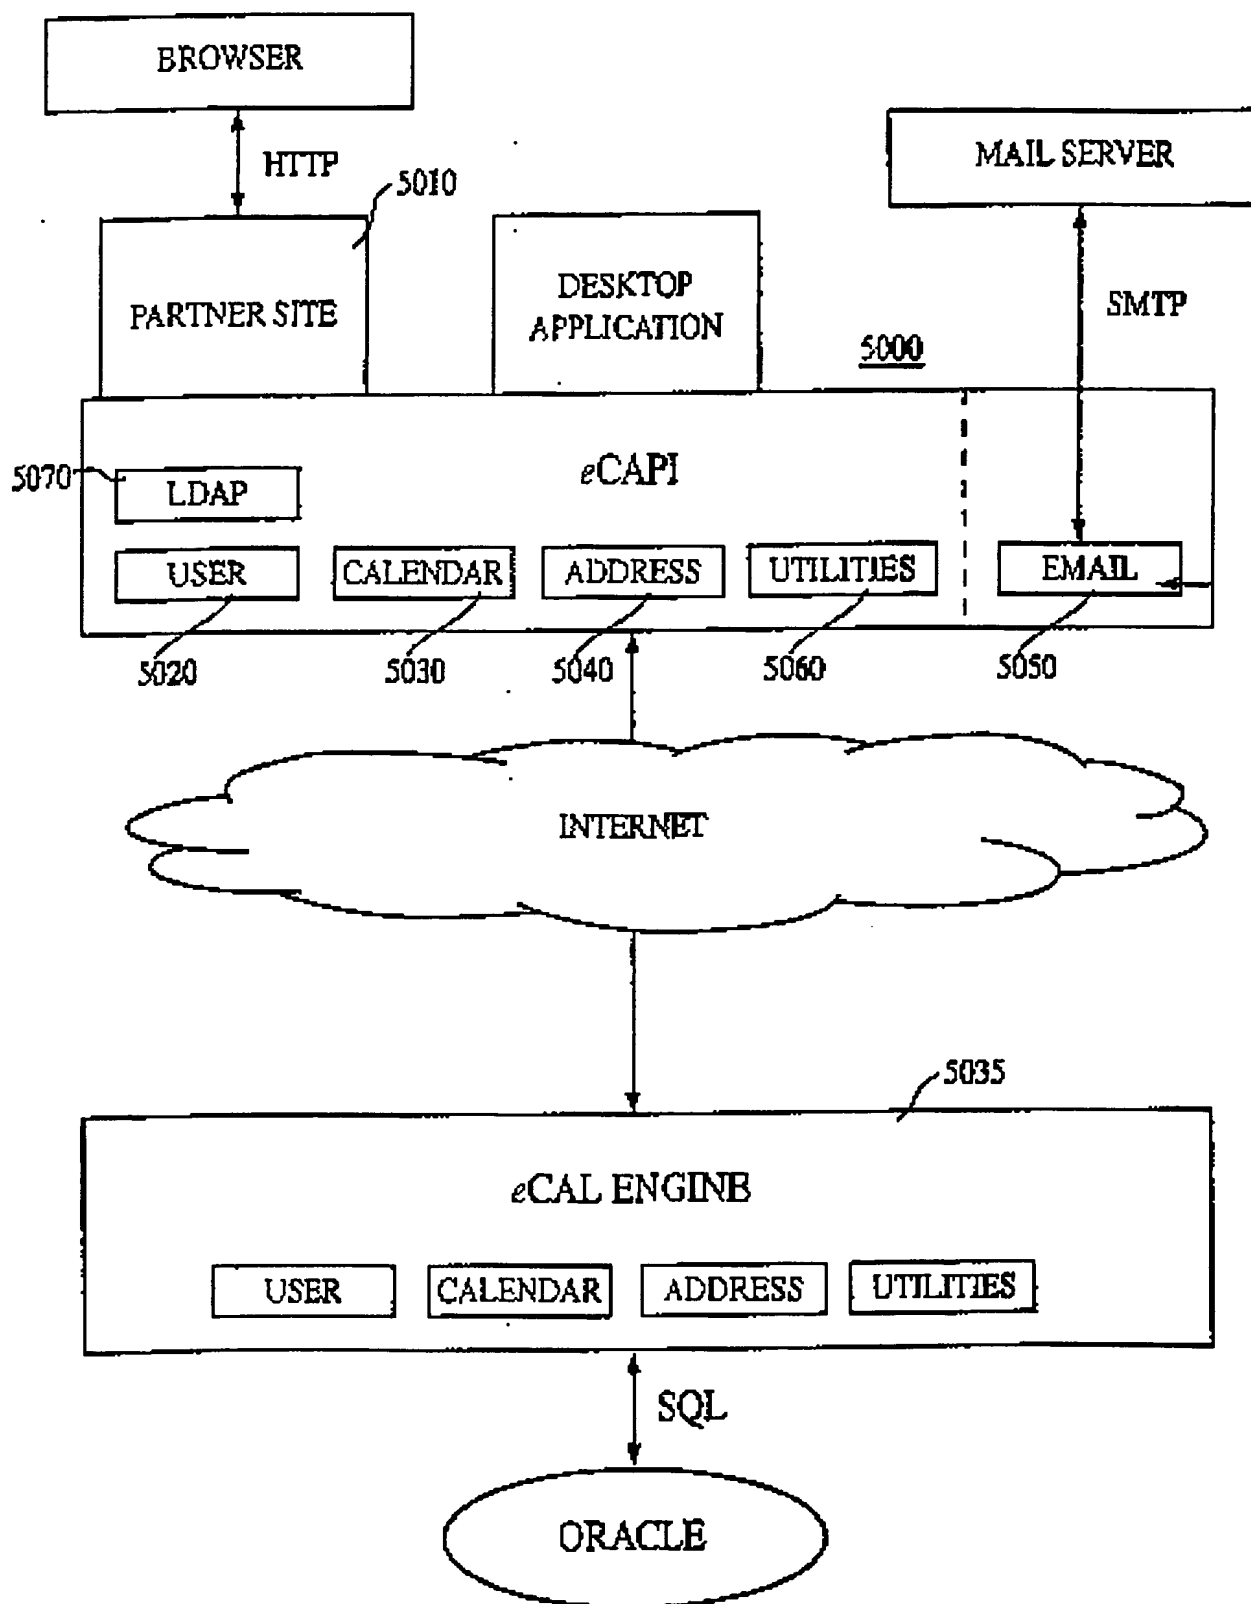 BROWSER
HTTP
MAIL SERVER
5010
PARTNER SITE
DESKTOP
APPLICATION
SMTP
5000
eCAPI
5070
LDAP
USER
CALENDAR
ADDRESS
UTILITIES
EMAIL
5020
5030
5040
5060
5050
INTERNET
5035
eCAL ENGINE
USER
CALENDAR
ADDRESS
UTILITIES
SQL
ORACLE